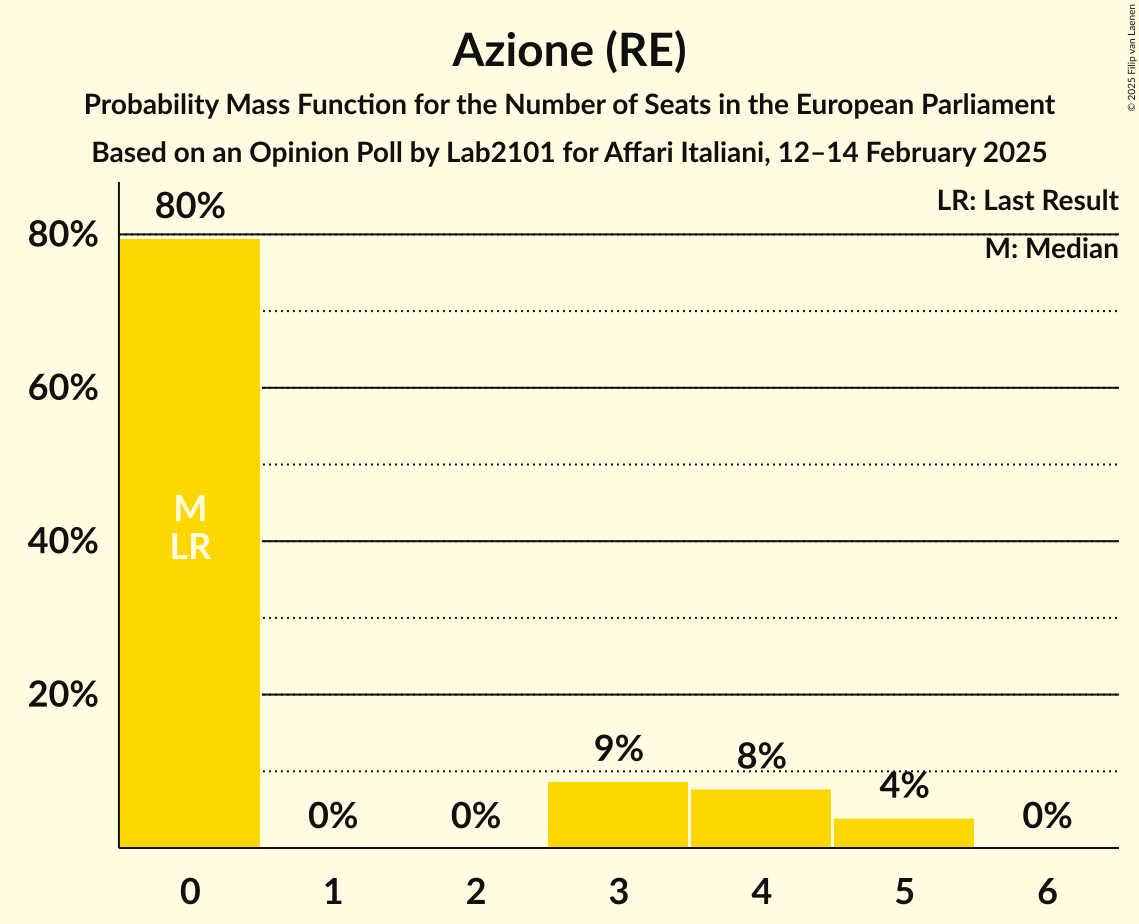 Azione (RE)
Probability Mass Function for the Number of Seats in the European Parliament
Based on an Opinion Poll by Lab2101 for Affari Italiani, 12–14 February 2025
© 2025 Filip van Laenen
LR: Last Result
M: Median
80%
60%
40%
20%
80%
M
LR
0%
0%
9%
8%
4%
0%
0 1 2 3 4 5 6